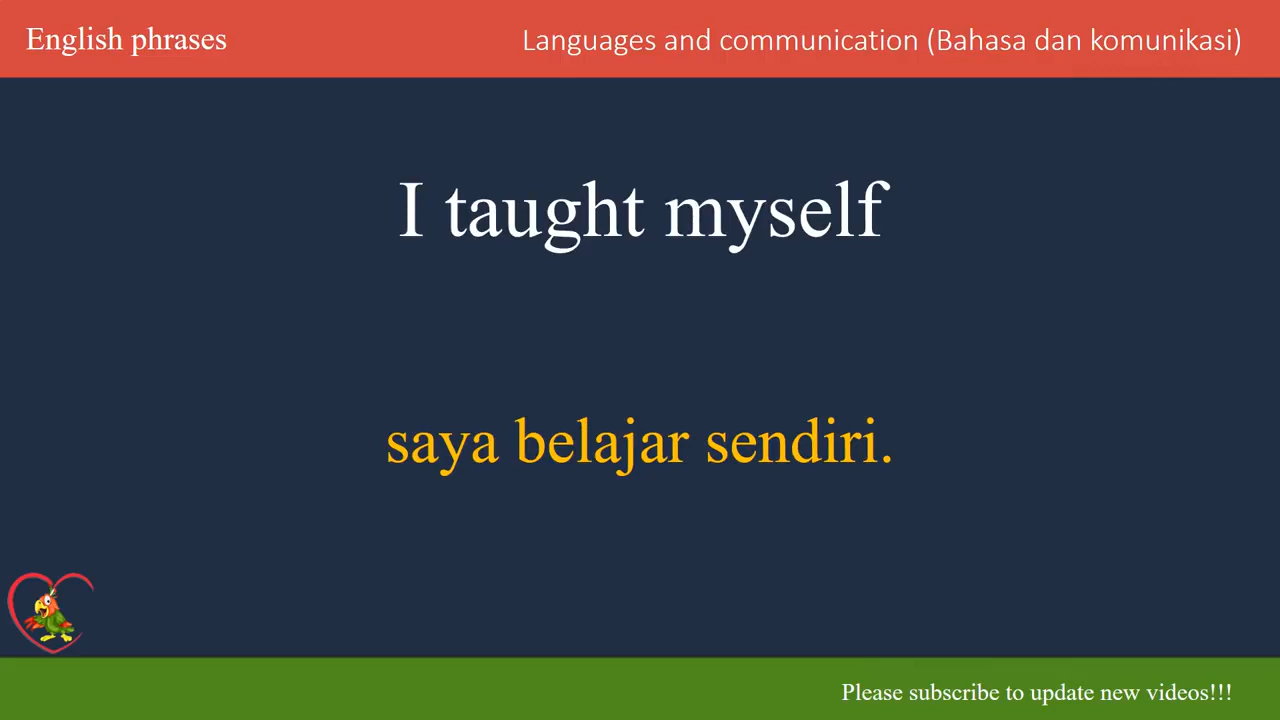 English phrases
Languages and communication (Bahasa dan komunikasi)
I taught myself
saya belajar sendiri.
Please subscribe to update new videos!!!